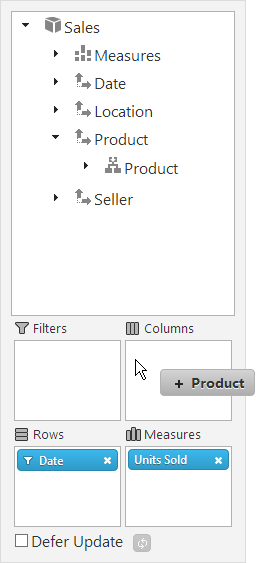 Sales
Measures
Date
Location
Product
Product
Seller
Filters
Columns
+ Product
Rows
Measures
Date
Units Sold
Defer Update